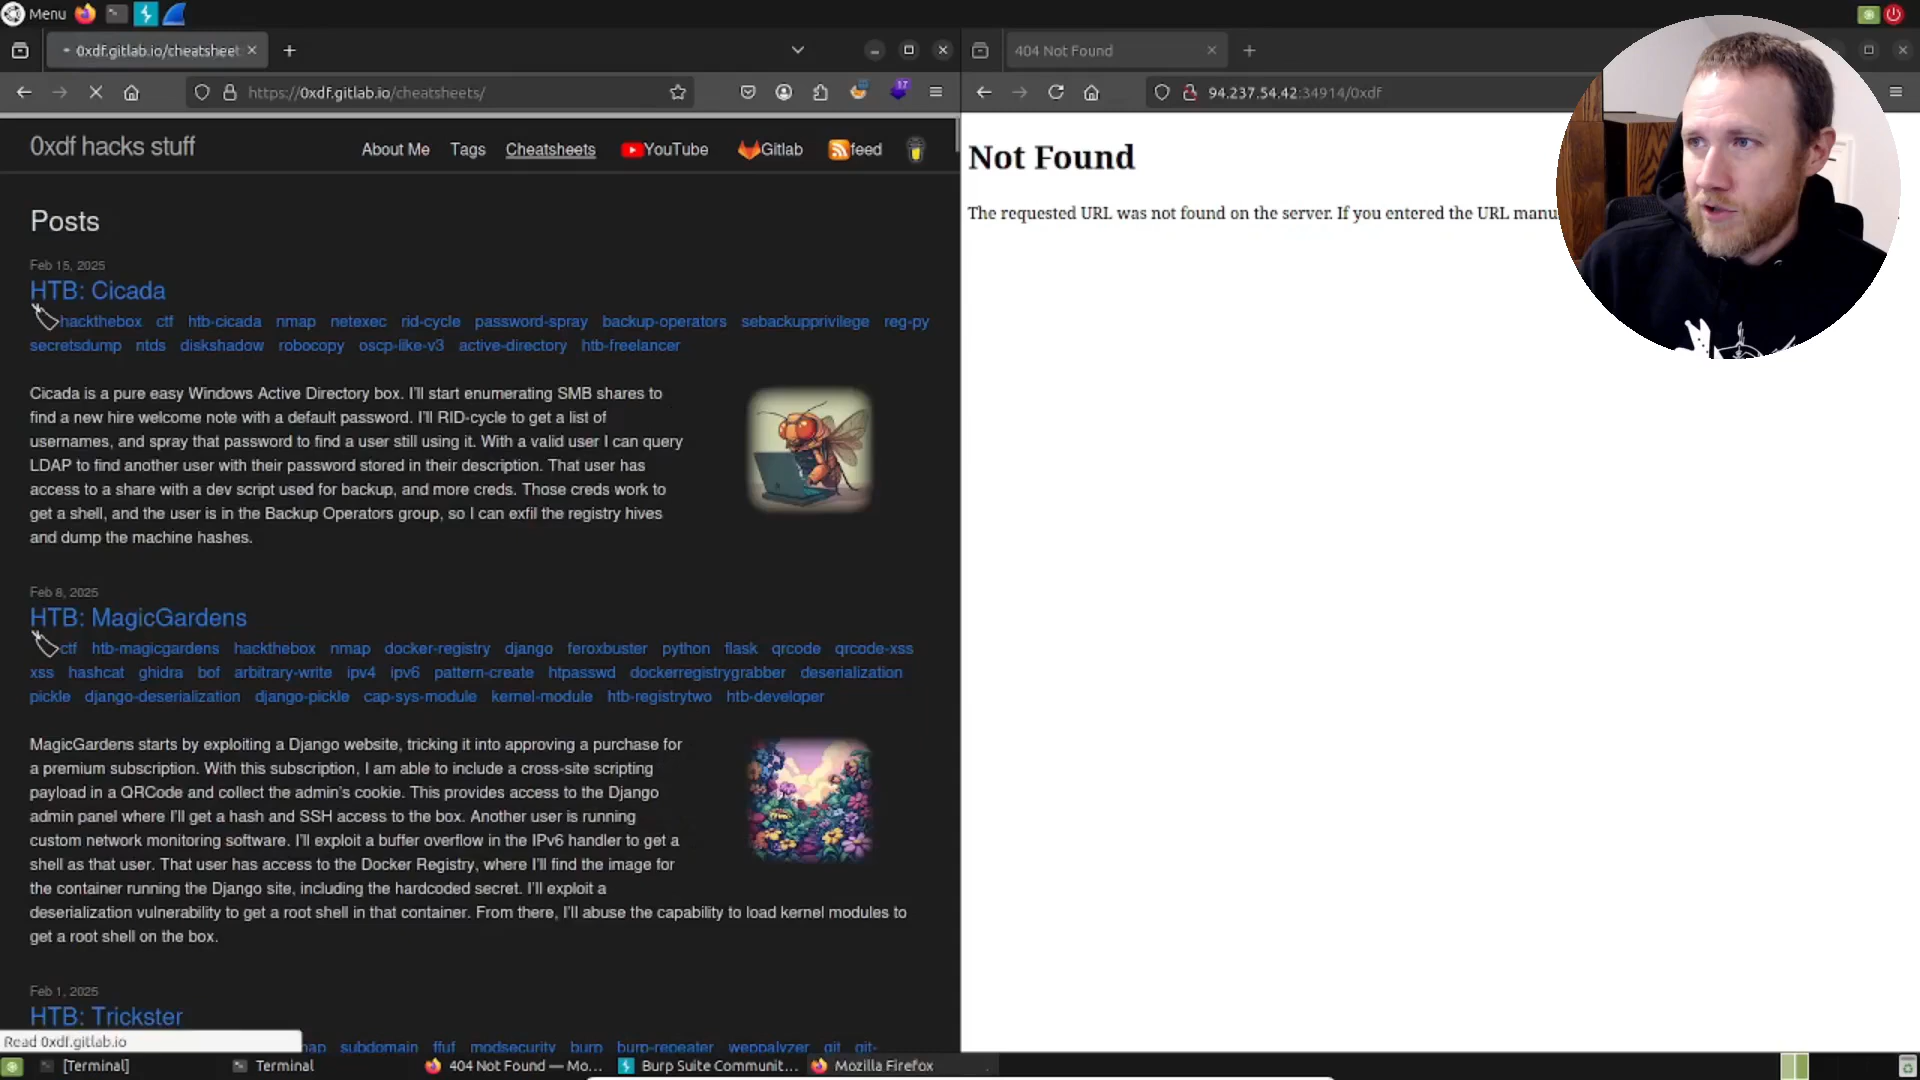 Menu
0xdf.gitlab.io/cheatsheet
404 Not Found
https://0xdf.gitlab.io/cheatsheets/
17
94.237.54.42:34914/0xdf
0xdf hacks stuff
About Me Tags Cheatsheets YouTube Gitlab feed
Not Found
The requested URL was not found on the server. If you entered the URL manu
Posts
Feb 15, 2025
HTB: Cicada
hackthebox ctf htb-cicada nmap netexec rid-cycle password-spray backup-operators sebackupprivilege reg-py
secretsdump ntds diskshadow robocopy oscp-like-v3 active-directory htb-freelancer
Cicada is a pure easy Windows Active Directory box. I'll start enumerating SMB shares to
find a new hire welcome note with a default password. I'll RID-cycle to get a list of
usernames, and spray that password to find a user still using it. With a valid user I can query
LDAP to find another user with their password stored in their description. That user has
access to a share with a dev script used for backup, and more creds. Those creds work to
get a shell, and the user is in the Backup Operators group, so I can exfil the registry hives
and dump the machine hashes.
Feb 8, 2025
HTB: MagicGardens
ctf htb-magicgardens hackthebox nmap docker-registry django feroxbuster python flask qrcode qrcode-xss
xss hashcat ghidra bof arbitrary-write ipv4 ipv6 pattern-create htpasswd dockerregistrygrabber deserialization
pickle django-deserialization django-pickle cap-sys-module kernel-module htb-registrytwo htb-developer
MagicGardens starts by exploiting a Django website, tricking it into approving a purchase for
a premium subscription. With this subscription, I am able to include a cross-site scripting
payload in a QRCode and collect the admin's cookie. This provides access to the Django
admin panel where I'll get a hash and SSH access to the box. Another user is running
custom network monitoring software. I'll exploit a buffer overflow in the IPv6 handler to get a
shell as that user. That user has access to the Docker Registry, where I'll find the image for
the container running the Django site, including the hardcoded secret. I'll exploit a
deserialization vulnerability to get a root shell in that container. From there, I'll abuse the capability to load kernel modules to
get a root shell on the box.
Feb 1, 2025
HTB: Trickster
subdomain ffuf modsecurity burp burp-repeater weppalyzer git git-
Read 0xdf.gitlab.io
[Terminal]
Terminal
404 Not Found — Mo...
Burp Suite Communit...
Mozilla Firefox